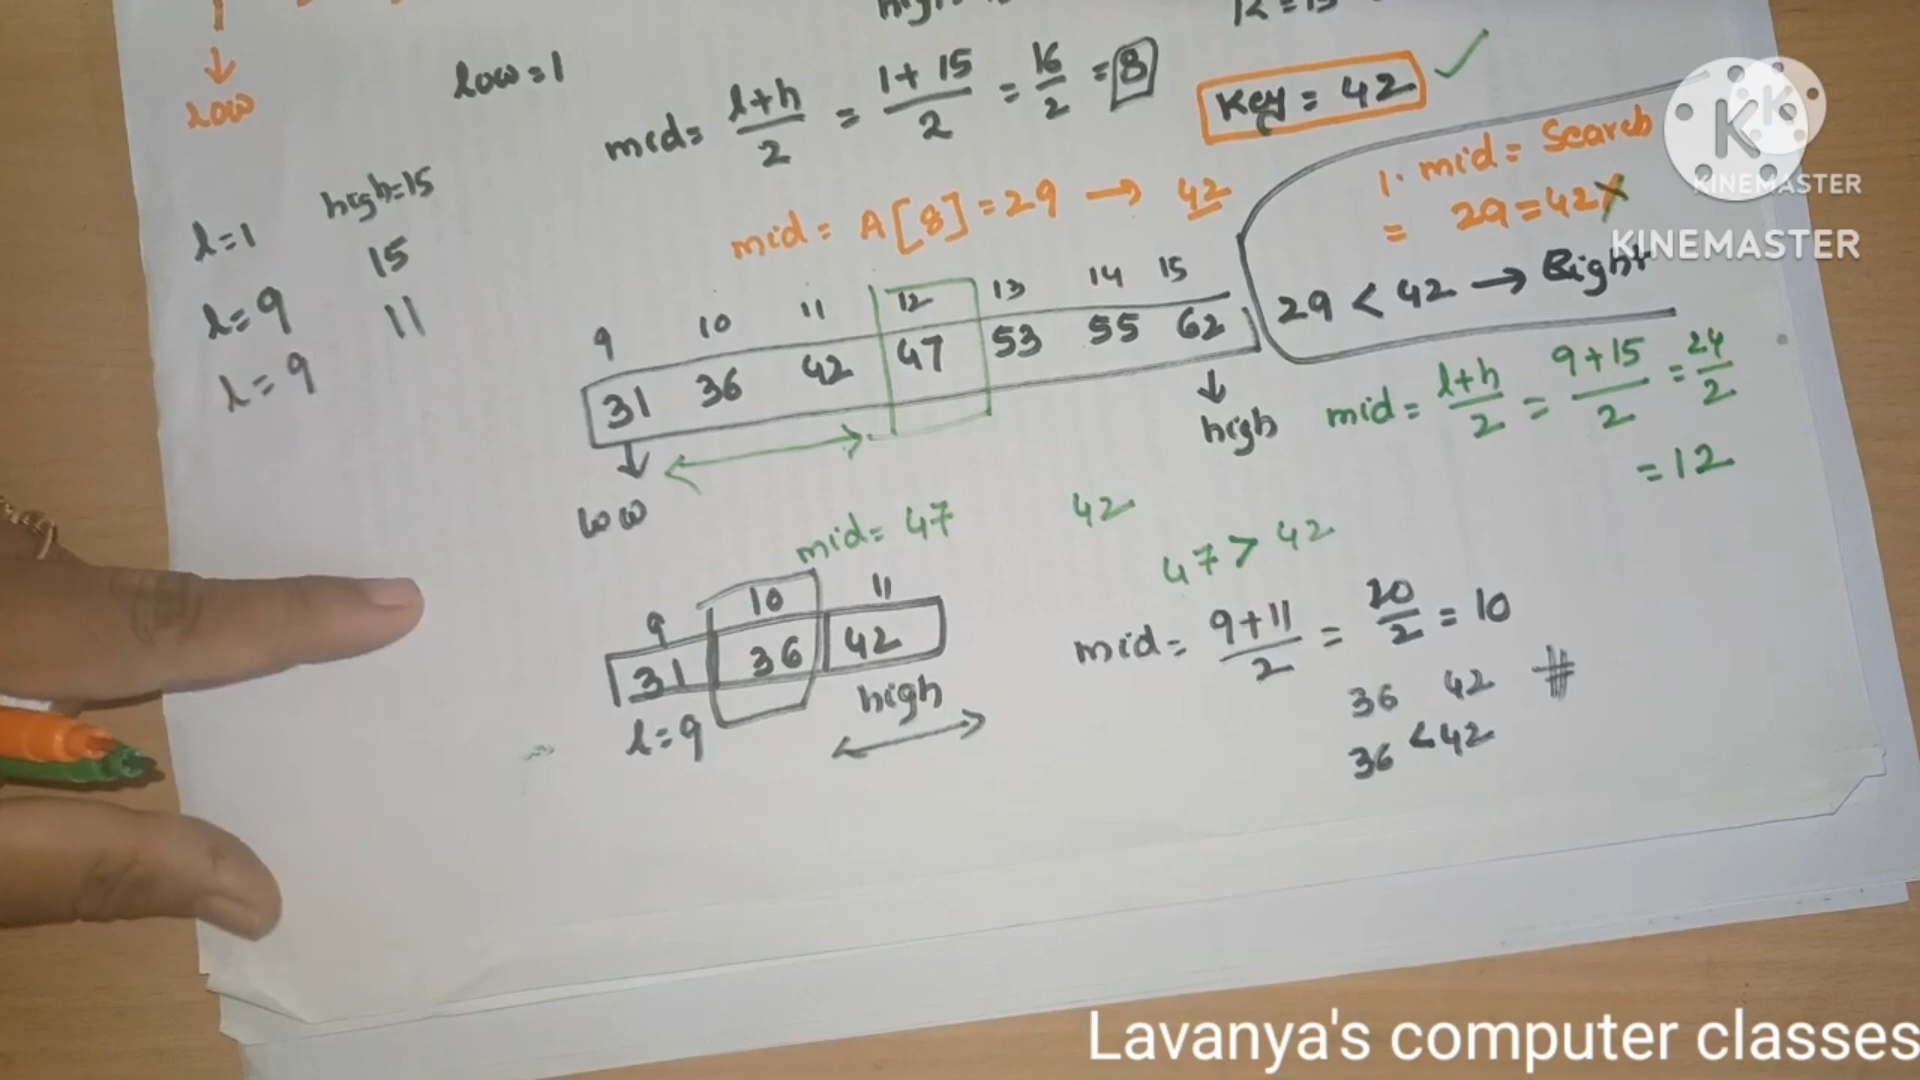 low
low=1
mid= l+h/2 = 1+15/2 = 16/2 = 8
Key = 42
l=1 high=15
15
l=9 11
l=9
mid= A[8]=29 → 42
1. mid= Search
= 29=42 X
29 < 42 → Right
9 10 11 12 13 14 15
31 36 42 47 53 55 62
low
high
mid= l+h/2 = 9+15/2 = 24/2
= 12
mid= 47 42
47 > 42
9 10 11
31 36 42
l=9 high
mid= 9+11/2 = 20/2 = 10
36 42
36 < 42
K
KINEMASTER
KINEMASTER
Lavanya's computer classes